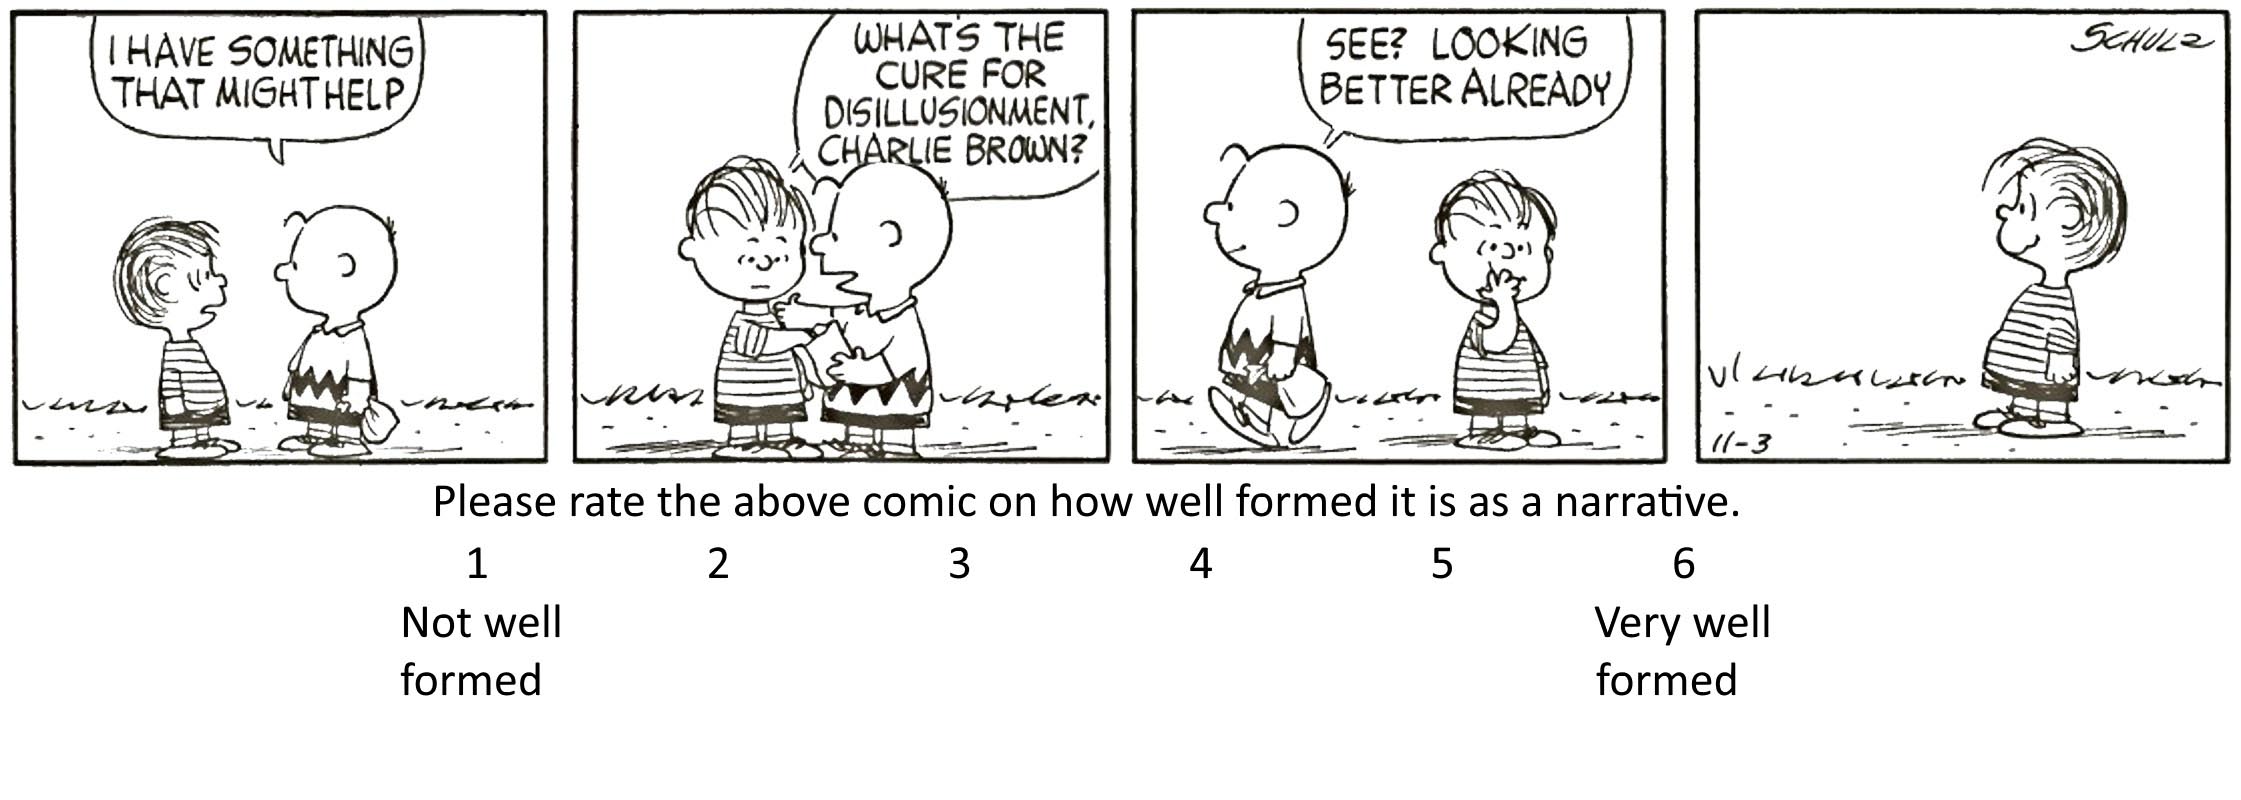 I HAVE SOMETHING
THAT MIGHT HELP
WHAT'S THE
CURE FOR
DISILLUSIONMENT,
CHARLIE BROWN?
SEE? LOOKING
BETTER ALREADY
SCHULZ
11-3
Please rate the above comic on how well formed it is as a narrative.
1 2 3 4 5 6
Not well Very well
formed formed